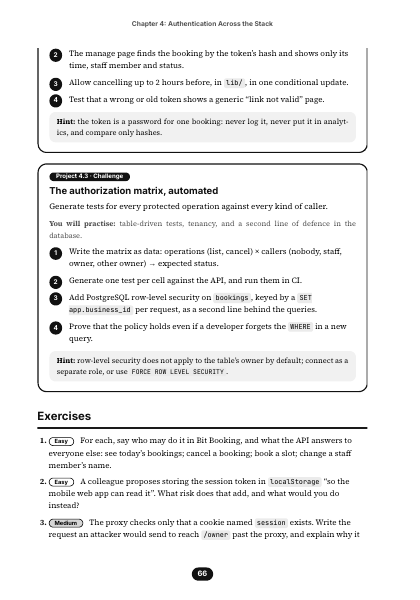 Chapter 4: Authentication Across the Stack
2 The manage page finds the booking by the token's hash and shows only its
time, staff member and status.
3 Allow cancelling up to 2 hours before, in lib/, in one conditional update.
4 Test that a wrong or old token shows a generic “link not valid” page.
Hint: the token is a password for one booking: never log it, never put it in analyt-
ics, and compare only hashes.
Project 4.3 · Challenge
The authorization matrix, automated
Generate tests for every protected operation against every kind of caller.
You will practise: table-driven tests, tenancy, and a second line of defence in the
database.
1 Write the matrix as data: operations (list, cancel) × callers (nobody, staff,
owner, other owner) → expected status.
2 Generate one test per cell against the API, and run them in CI.
3 Add PostgreSQL row-level security on bookings, keyed by a SET
app.business_id per request, as a second line behind the queries.
4 Prove that the policy holds even if a developer forgets the WHERE in a new
query.
Hint: row-level security does not apply to the table's owner by default; connect as a
separate role, or use FORCE ROW LEVEL SECURITY.
Exercises
1. Easy For each, say who may do it in Bit Booking, and what the API answers to
everyone else: see today's bookings; cancel a booking; book a slot; change a staff
member's name.
2. Easy A colleague proposes storing the session token in localStorage “so the
mobile web app can read it”. What risk does that add, and what would you do
instead?
3. Medium The proxy checks only that a cookie named session exists. Write the
request an attacker would send to reach /owner past the proxy, and explain why it
66